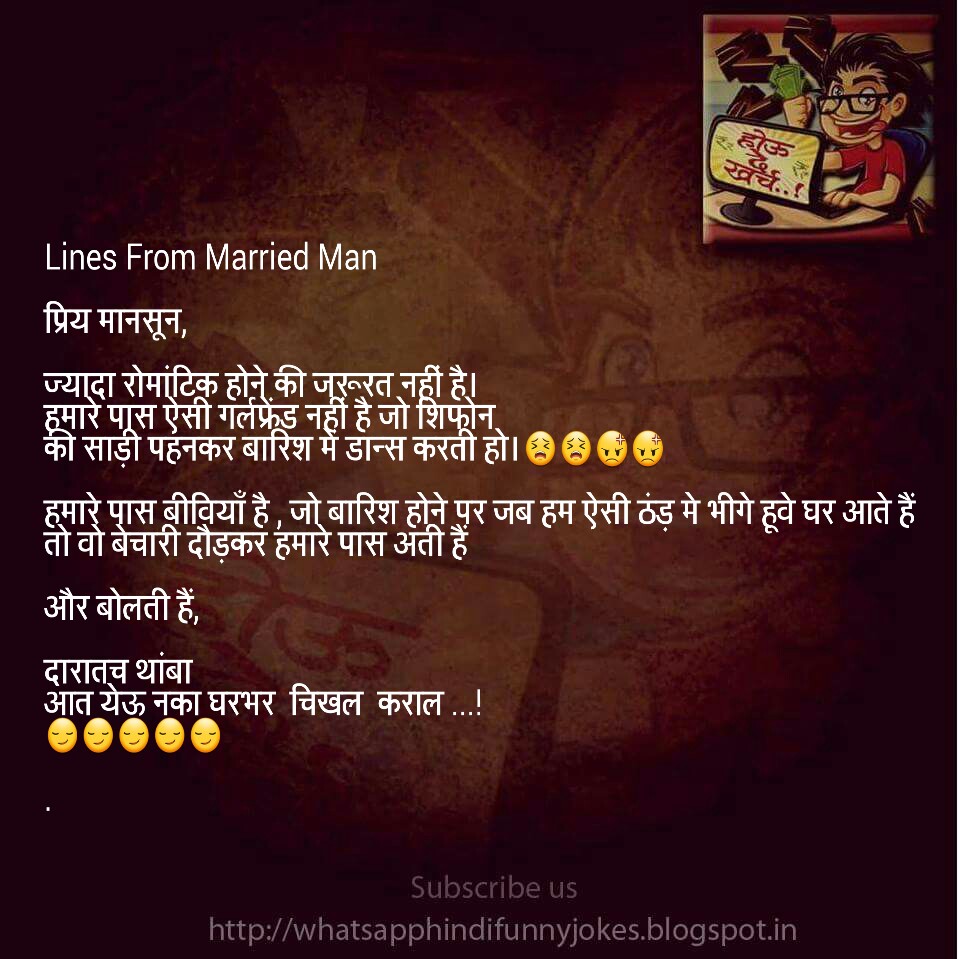 होऊ
दे
खर्च..!
Lines From Married Man
प्रिय मानसून,
ज्यादा रोमांटिक होने की जरूरत नहीं है।
हमारे पास ऐसी गर्लफ्रेंड नहीं है जो शिफोन
की साड़ी पहनकर बारिश में डान्स करती हो।😣😣😡😡
हमारे पास बीवियाँ है , जो बारिश होने पर जब हम ऐसी ठंड़ मे भीगे हूवे घर आते हैं
तो वो बेचारी दौड़कर हमारे पास अती हैं
और बोलती हैं,
दारातच थांबा
आत येऊ नका घरभर चिखल कराल ...!
😏😏😏😏😏
.
Subscribe us
http://whatsapphindifunnyjokes.blogspot.in